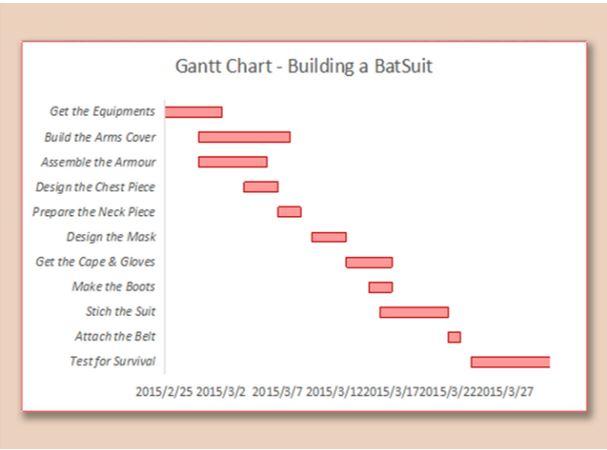 Gantt Chart - Building a BatSuit
Get the Equipments
Build the Arms Cover
Assemble the Armour
Design the Chest Piece
Prepare the Neck Piece
Design the Mask
Get the Cape & Gloves
Make the Boots
Stich the Suit
Attach the Belt
Test for Survival
2015/2/25 2015/3/2 2015/3/7 2015/3/12 2015/3/17 2015/3/22 2015/3/27